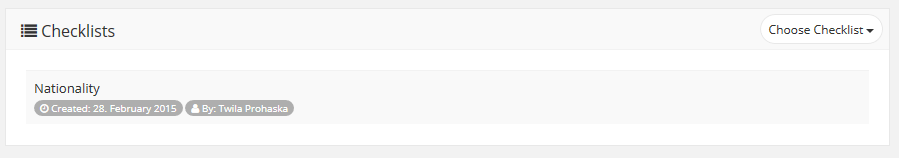 Checklists
Choose Checklist
Nationality
Created: 28. February 2015 By: Twila Prohaska